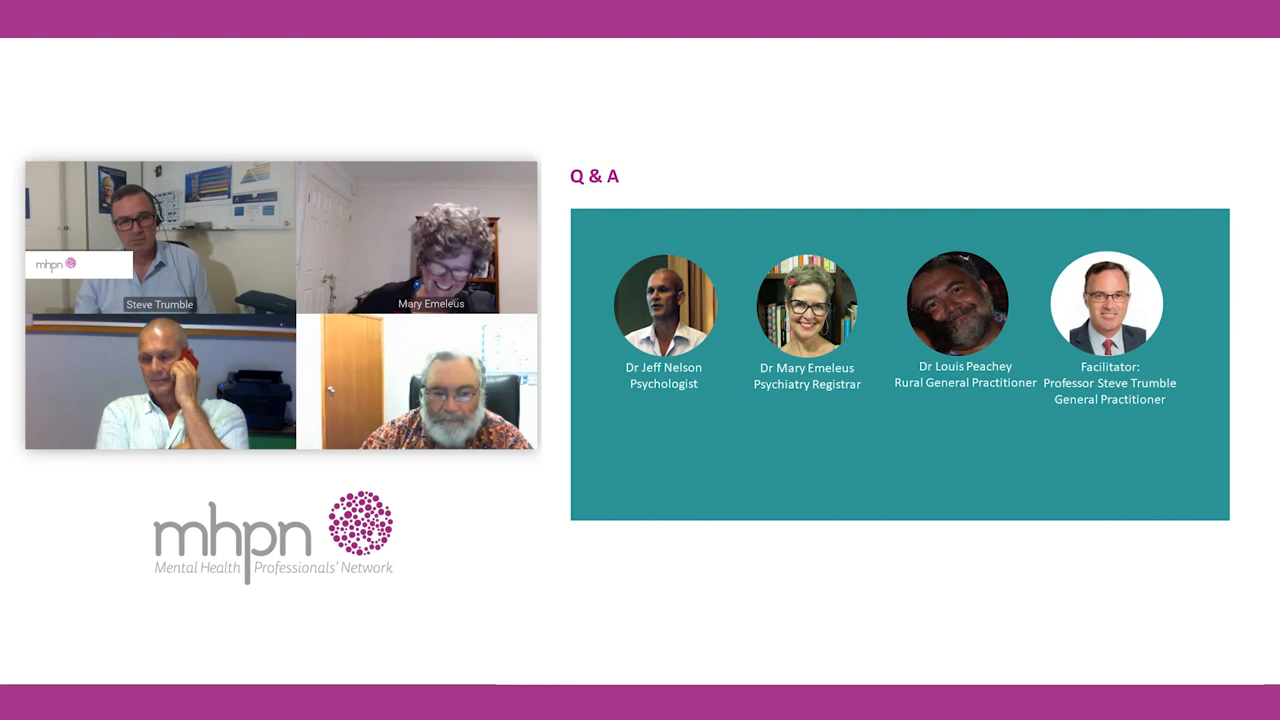 Q & A
mhpn
Steve Trumble
Mary Emeleus
Dr Jeff Nelson
Psychologist
Dr Mary Emeleus
Psychiatry Registrar
Dr Louis Peachey
Rural General Practitioner
Facilitator:
Professor Steve Trumble
General Practitioner
mhpn
Mental Health Professionals' Network